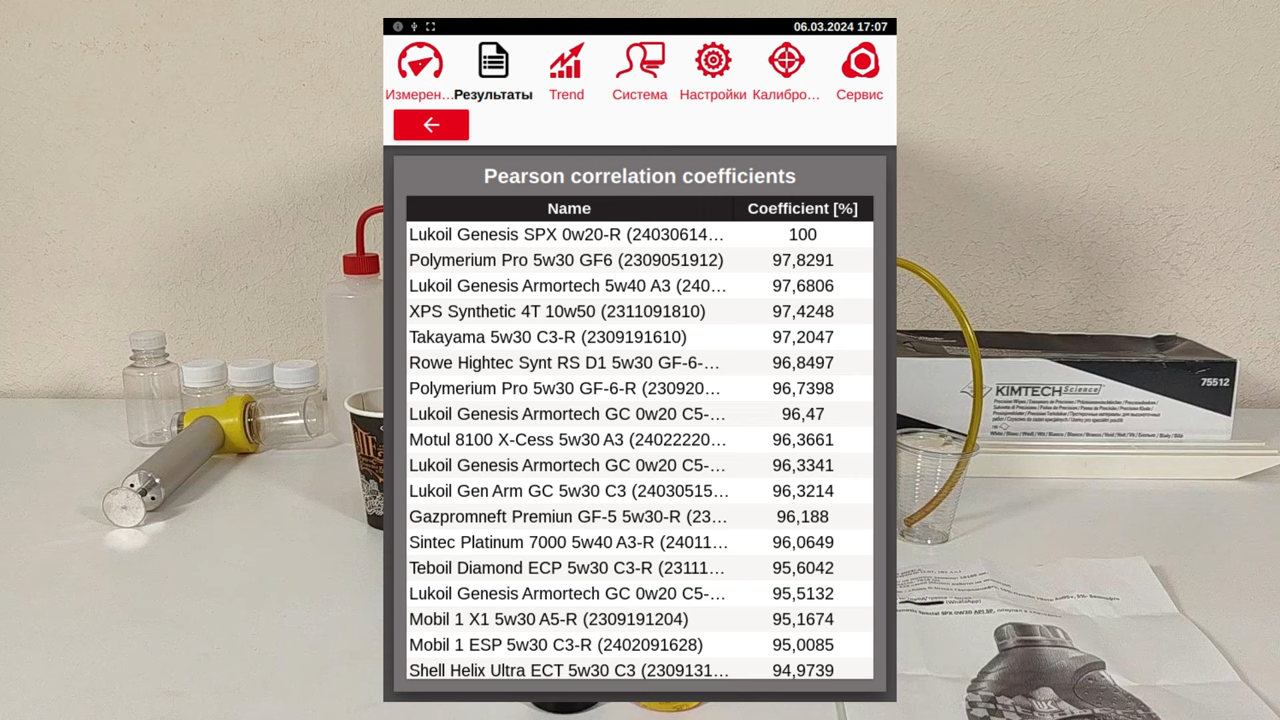 06.03.2024 17:07
Измерен... Результаты Trend Система Настройки Калибро... Сервис
Pearson correlation coefficients
Name Coefficient [%]
Lukoil Genesis SPX 0w20-R (24030614... 100
Polymerium Pro 5w30 GF6 (2309051912) 97,8291
Lukoil Genesis Armortech 5w40 A3 (240... 97,6806
XPS Synthetic 4T 10w50 (2311091810) 97,4248
Takayama 5w30 C3-R (2309191610) 97,2047
Rowe Hightec Synt RS D1 5w30 GF-6-... 96,8497
Polymerium Pro 5w30 GF-6-R (230920... 96,7398
Lukoil Genesis Armortech GC 0w20 C5-... 96,47
Motul 8100 X-Cess 5w30 A3 (24022220... 96,3661
Lukoil Genesis Armortech GC 0w20 C5-... 96,3341
Lukoil Gen Arm GC 5w30 C3 (24030515... 96,3214
Gazpromneft Premiun GF-5 5w30-R (23... 96,188
Sintec Platinum 7000 5w40 A3-R (24011... 96,0649
Teboil Diamond ECP 5w30 C3-R (23111... 95,6042
Lukoil Genesis Armortech GC 0w20 C5-... 95,5132
Mobil 1 X1 5w30 A5-R (2309191204) 95,1674
Mobil 1 ESP 5w30 C3-R (2402091628) 95,0085
Shell Helix Ultra ECT 5w30 C3 (2309131... 94,9739
KIMTECH Science
75512